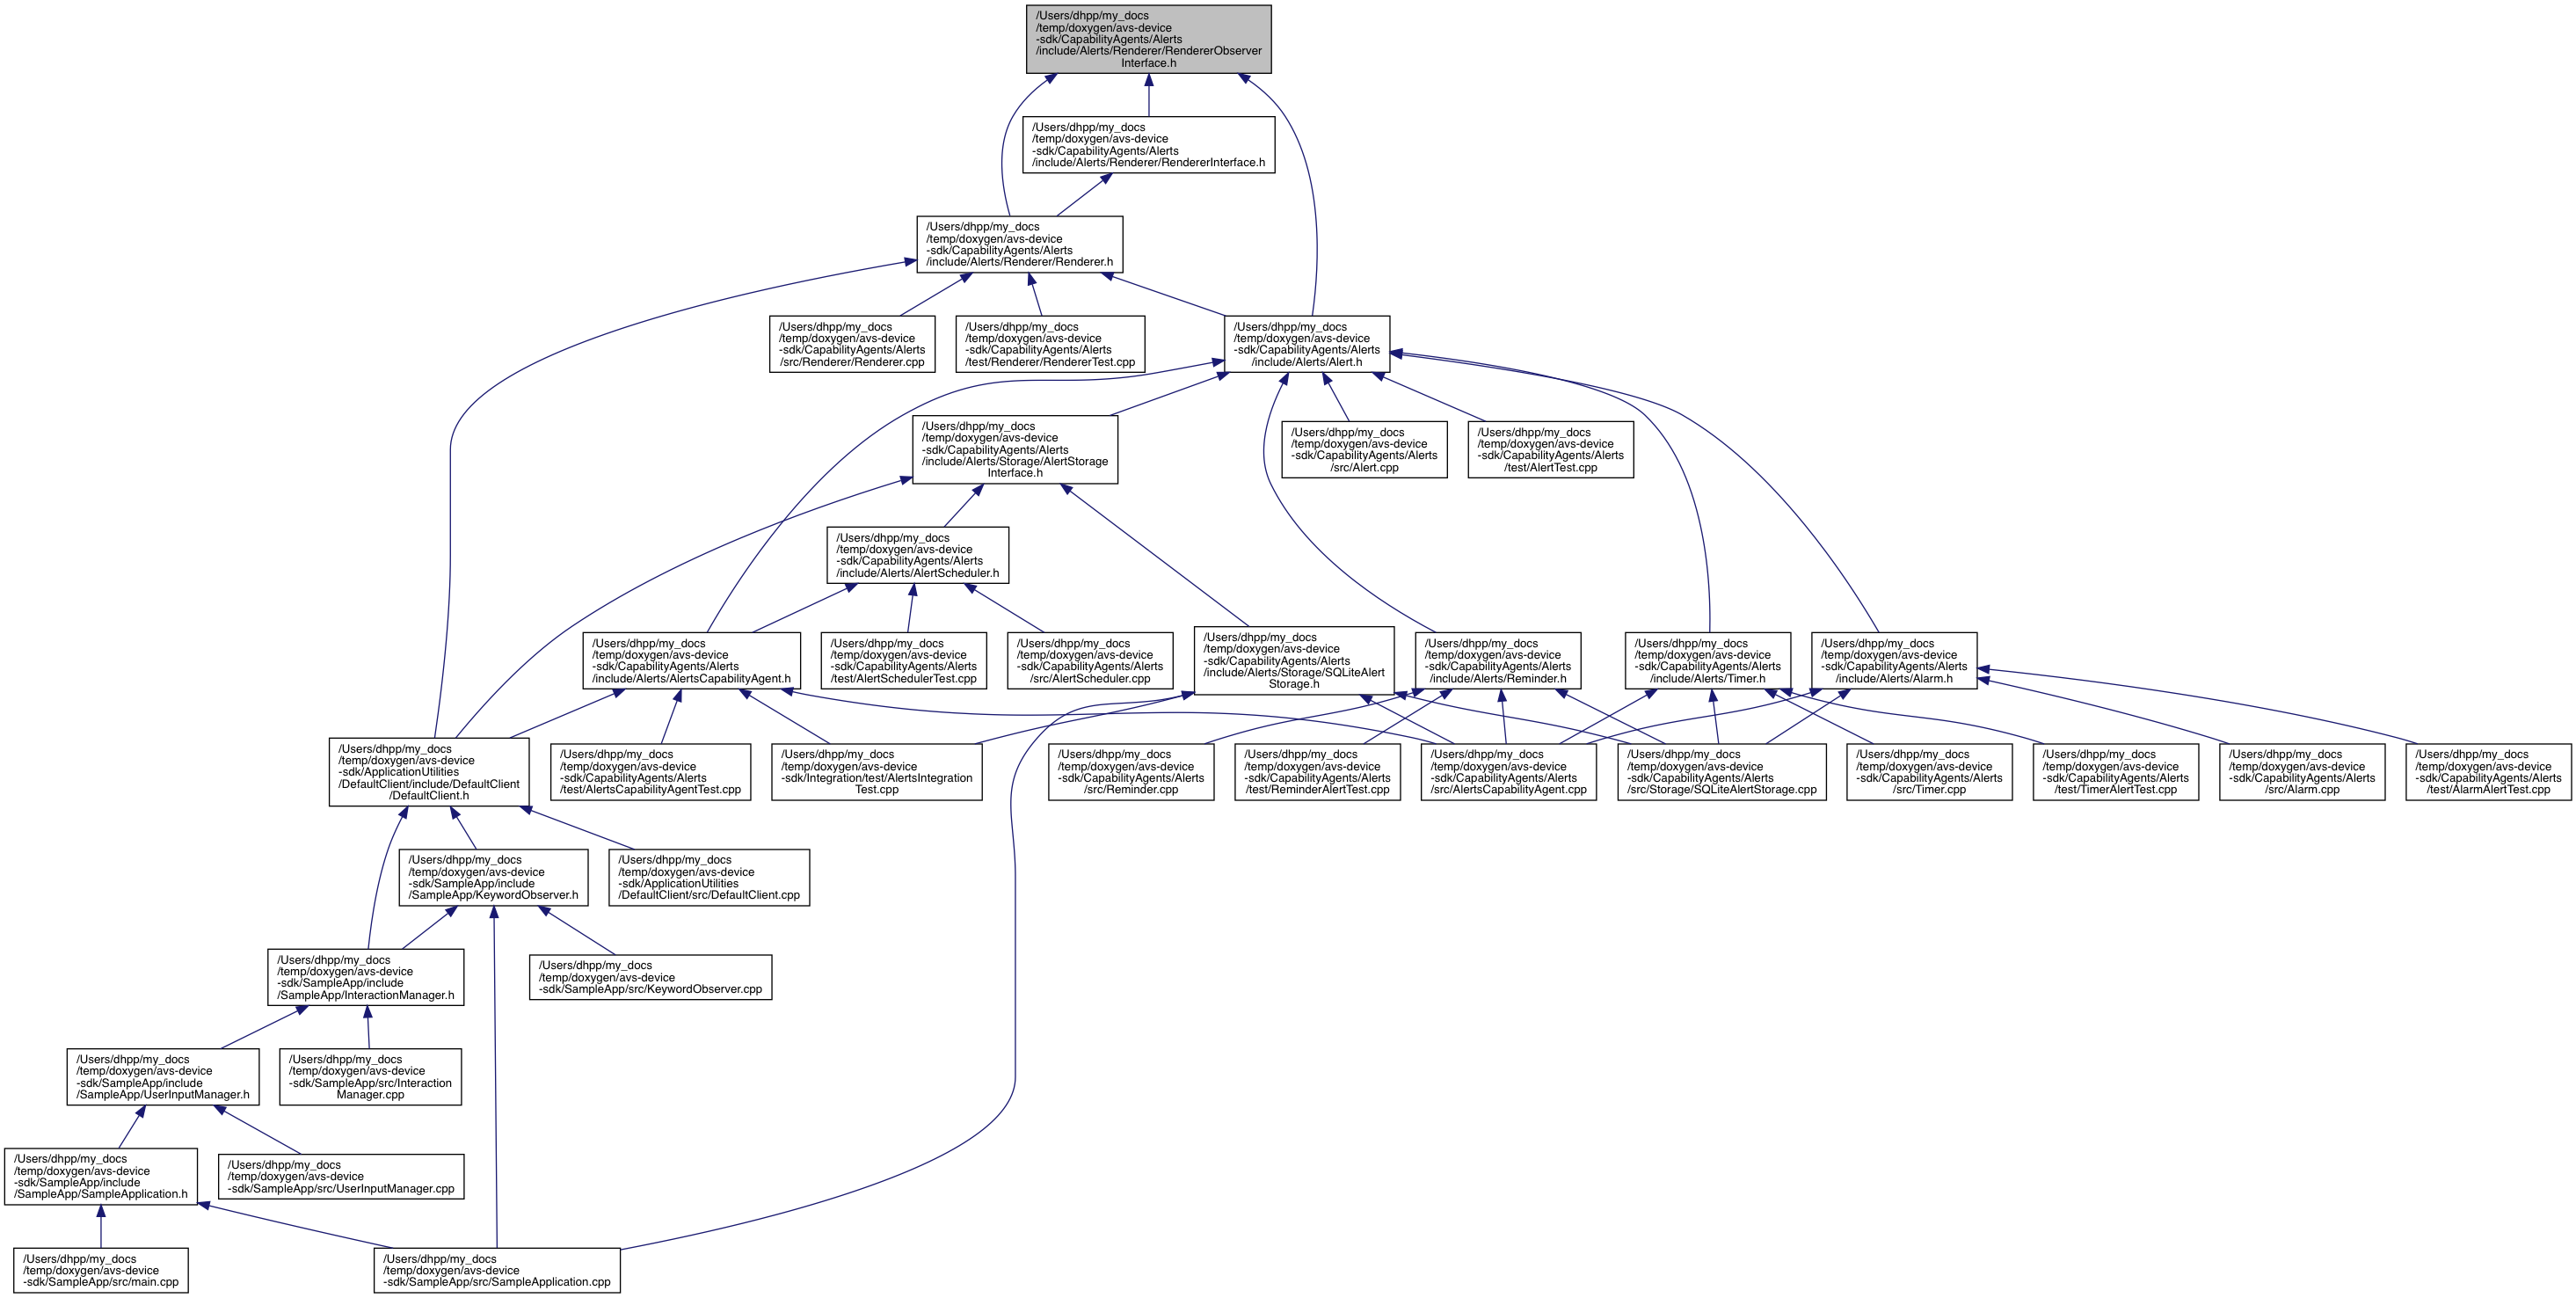 /Users/dhpp/my_docs
/temp/doxygen/avs-device
-sdk/CapabilityAgents/Alerts
/include/Alerts/Renderer/RendererObserver
Interface.h
/Users/dhpp/my_docs
/temp/doxygen/avs-device
-sdk/CapabilityAgents/Alerts
/include/Alerts/Renderer/RendererInterface.h
/Users/dhpp/my_docs
/temp/doxygen/avs-device
-sdk/CapabilityAgents/Alerts
/include/Alerts/Renderer/Renderer.h
/Users/dhpp/my_docs
/temp/doxygen/avs-device
-sdk/CapabilityAgents/Alerts
/src/Renderer/Renderer.cpp
/Users/dhpp/my_docs
/temp/doxygen/avs-device
-sdk/CapabilityAgents/Alerts
/test/Renderer/RendererTest.cpp
/Users/dhpp/my_docs
/temp/doxygen/avs-device
-sdk/CapabilityAgents/Alerts
/include/Alerts/Alert.h
/Users/dhpp/my_docs
/temp/doxygen/avs-device
-sdk/CapabilityAgents/Alerts
/include/Alerts/Storage/AlertStorage
Interface.h
/Users/dhpp/my_docs
/temp/doxygen/avs-device
-sdk/CapabilityAgents/Alerts
/src/Alert.cpp
/Users/dhpp/my_docs
/temp/doxygen/avs-device
-sdk/CapabilityAgents/Alerts
/test/AlertTest.cpp
/Users/dhpp/my_docs
/temp/doxygen/avs-device
-sdk/CapabilityAgents/Alerts
/include/Alerts/AlertScheduler.h
/Users/dhpp/my_docs
/temp/doxygen/avs-device
-sdk/CapabilityAgents/Alerts
/include/Alerts/AlertsCapabilityAgent.h
/Users/dhpp/my_docs
/temp/doxygen/avs-device
-sdk/CapabilityAgents/Alerts
/test/AlertSchedulerTest.cpp
/Users/dhpp/my_docs
/temp/doxygen/avs-device
-sdk/CapabilityAgents/Alerts
/src/AlertScheduler.cpp
/Users/dhpp/my_docs
/temp/doxygen/avs-device
-sdk/CapabilityAgents/Alerts
/include/Alerts/Storage/SQLiteAlert
Storage.h
/Users/dhpp/my_docs
/temp/doxygen/avs-device
-sdk/CapabilityAgents/Alerts
/include/Alerts/Reminder.h
/Users/dhpp/my_docs
/temp/doxygen/avs-device
-sdk/CapabilityAgents/Alerts
/include/Alerts/Timer.h
/Users/dhpp/my_docs
/temp/doxygen/avs-device
-sdk/CapabilityAgents/Alerts
/include/Alerts/Alarm.h
/Users/dhpp/my_docs
/temp/doxygen/avs-device
-sdk/ApplicationUtilities
/DefaultClient/include/DefaultClient
/DefaultClient.h
/Users/dhpp/my_docs
/temp/doxygen/avs-device
-sdk/CapabilityAgents/Alerts
/test/AlertsCapabilityAgentTest.cpp
/Users/dhpp/my_docs
/temp/doxygen/avs-device
-sdk/Integration/test/AlertsIntegration
Test.cpp
/Users/dhpp/my_docs
/temp/doxygen/avs-device
-sdk/CapabilityAgents/Alerts
/src/Reminder.cpp
/Users/dhpp/my_docs
/temp/doxygen/avs-device
-sdk/CapabilityAgents/Alerts
/test/ReminderAlertTest.cpp
/Users/dhpp/my_docs
/temp/doxygen/avs-device
-sdk/CapabilityAgents/Alerts
/src/AlertsCapabilityAgent.cpp
/Users/dhpp/my_docs
/temp/doxygen/avs-device
-sdk/CapabilityAgents/Alerts
/src/Storage/SQLiteAlertStorage.cpp
/Users/dhpp/my_docs
/temp/doxygen/avs-device
-sdk/CapabilityAgents/Alerts
/src/Timer.cpp
/Users/dhpp/my_docs
/temp/doxygen/avs-device
-sdk/CapabilityAgents/Alerts
/test/TimerAlertTest.cpp
/Users/dhpp/my_docs
/temp/doxygen/avs-device
-sdk/CapabilityAgents/Alerts
/src/Alarm.cpp
/Users/dhpp/my_docs
/temp/doxygen/avs-device
-sdk/CapabilityAgents/Alerts
/test/AlarmAlertTest.cpp
/Users/dhpp/my_docs
/temp/doxygen/avs-device
-sdk/SampleApp/include
/SampleApp/KeywordObserver.h
/Users/dhpp/my_docs
/temp/doxygen/avs-device
-sdk/ApplicationUtilities
/DefaultClient/src/DefaultClient.cpp
/Users/dhpp/my_docs
/temp/doxygen/avs-device
-sdk/SampleApp/include
/SampleApp/InteractionManager.h
/Users/dhpp/my_docs
/temp/doxygen/avs-device
-sdk/SampleApp/src/KeywordObserver.cpp
/Users/dhpp/my_docs
/temp/doxygen/avs-device
-sdk/SampleApp/include
/SampleApp/UserInputManager.h
/Users/dhpp/my_docs
/temp/doxygen/avs-device
-sdk/SampleApp/src/Interaction
Manager.cpp
/Users/dhpp/my_docs
/temp/doxygen/avs-device
-sdk/SampleApp/include
/SampleApp/SampleApplication.h
/Users/dhpp/my_docs
/temp/doxygen/avs-device
-sdk/SampleApp/src/UserInputManager.cpp
/Users/dhpp/my_docs
/temp/doxygen/avs-device
-sdk/SampleApp/src/main.cpp
/Users/dhpp/my_docs
/temp/doxygen/avs-device
-sdk/SampleApp/src/SampleApplication.cpp